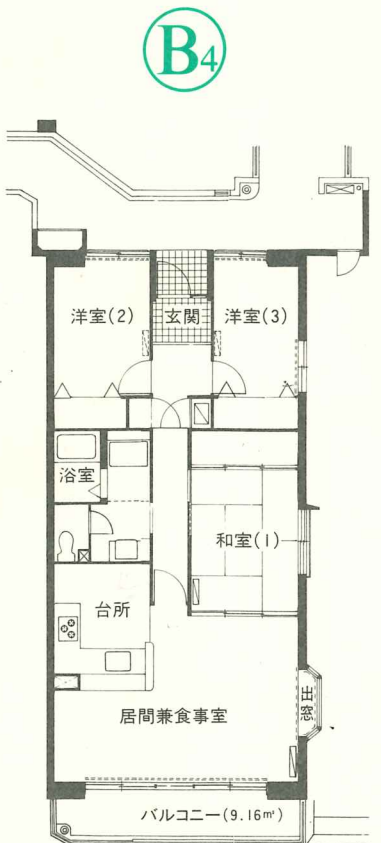 B4
洋室(2)
玄関
洋室(3)
浴室
和室(1)
台所
居間兼食事室
出窓
バルコニー(9.16㎡)